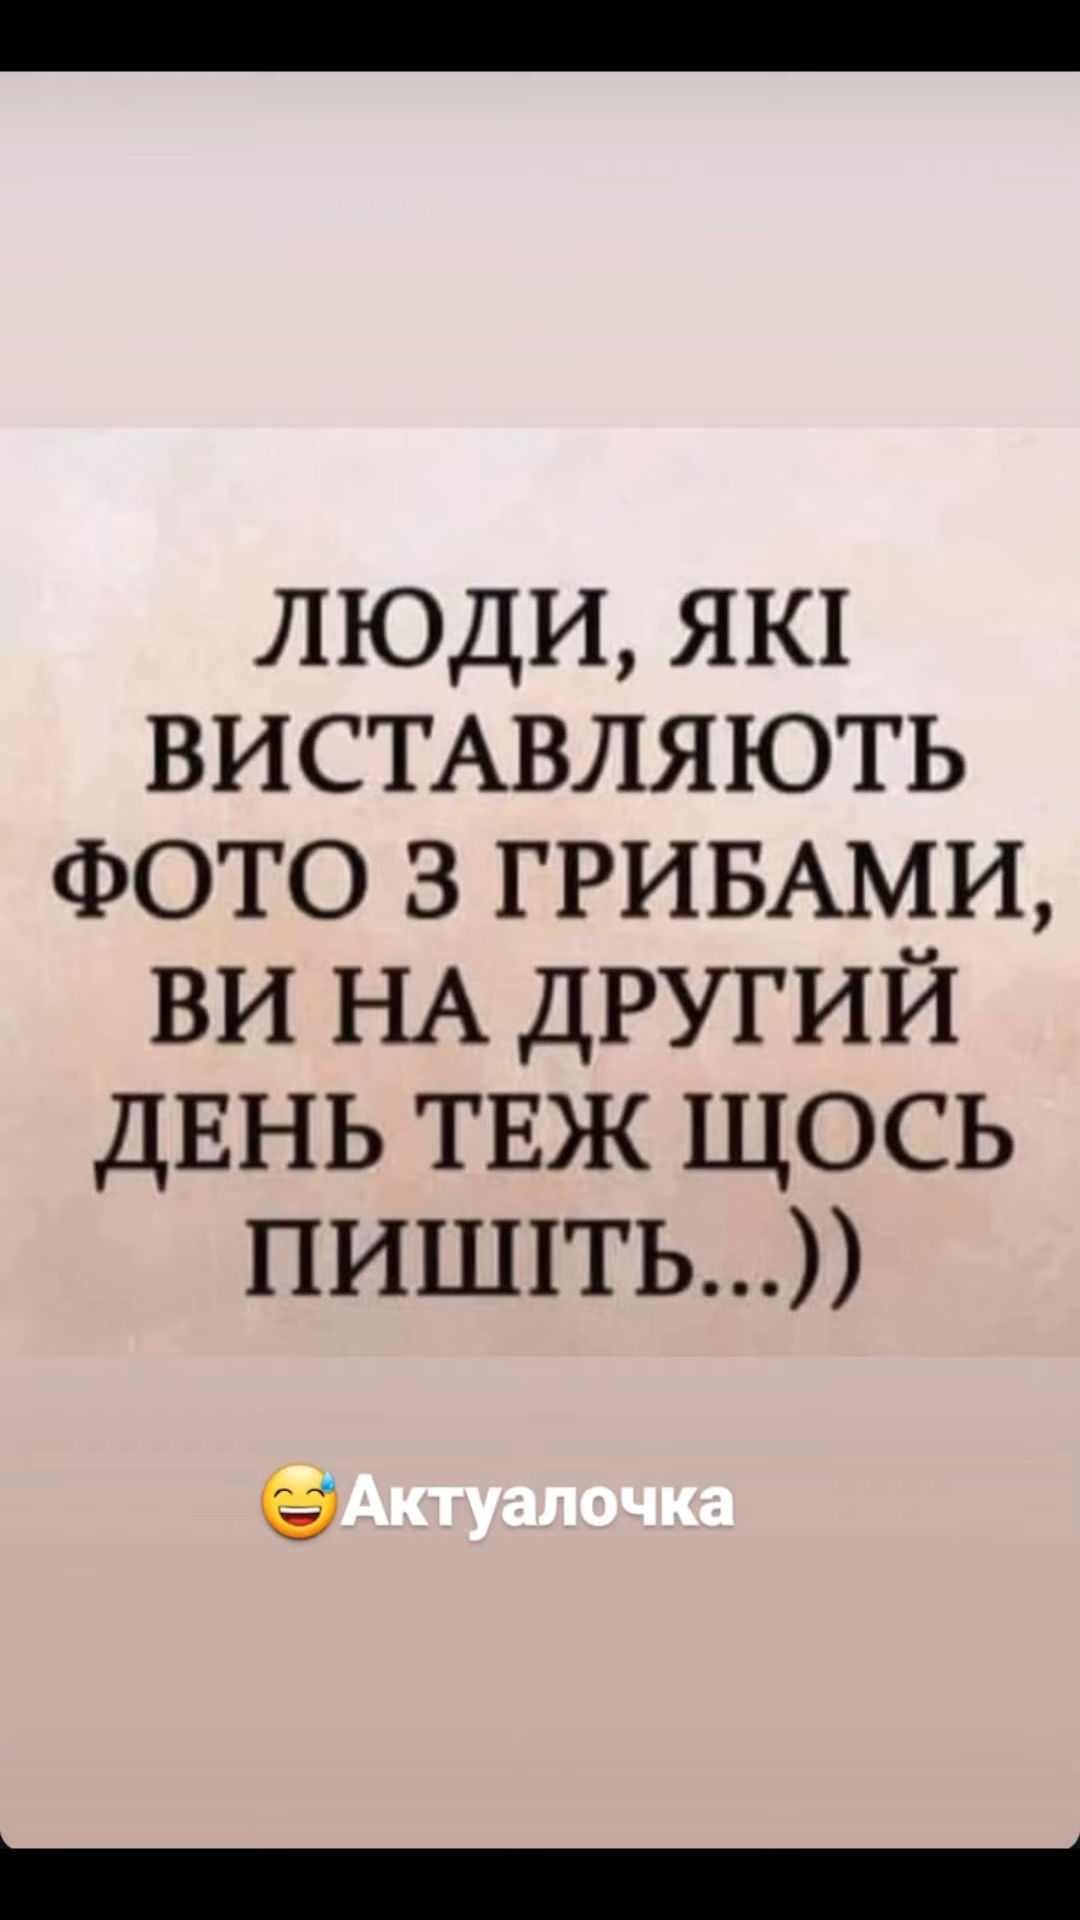 ЛЮДИ, ЯКІ
ВИСТАВЛЯЮТЬ
ФОТО З ГРИБАМИ,
ВИ НА ДРУГИЙ
ДЕНЬ ТЕЖ ЩОСЬ
ПИШІТЬ...))
😅Актуалочка